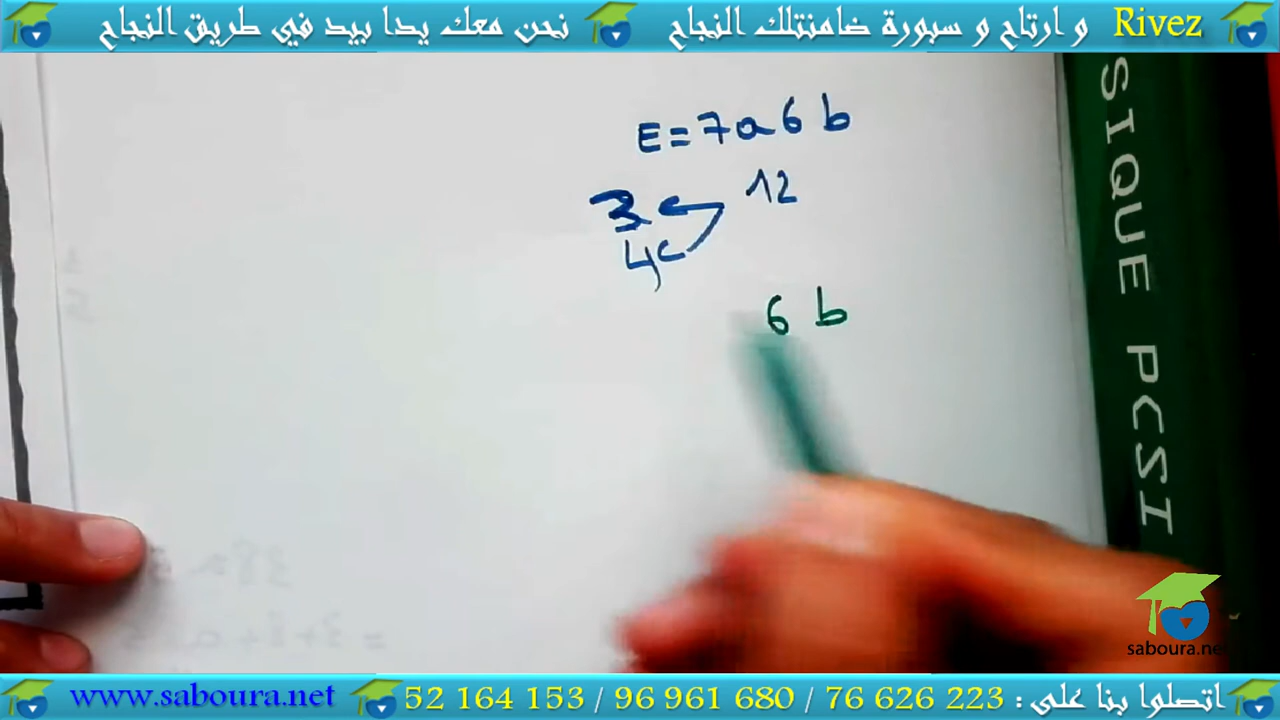 نحن معك يدا بيد في طريق النجاح و ارتاح و سبورة ضامنتلك النجاح Rivez
E = 7a6b
12
3
4
6 b
SIQUE PCSI
saboura.net
www.saboura.net 52 164 153 / 96 961 680 / 76 626 223 : اتصلوا بنا على